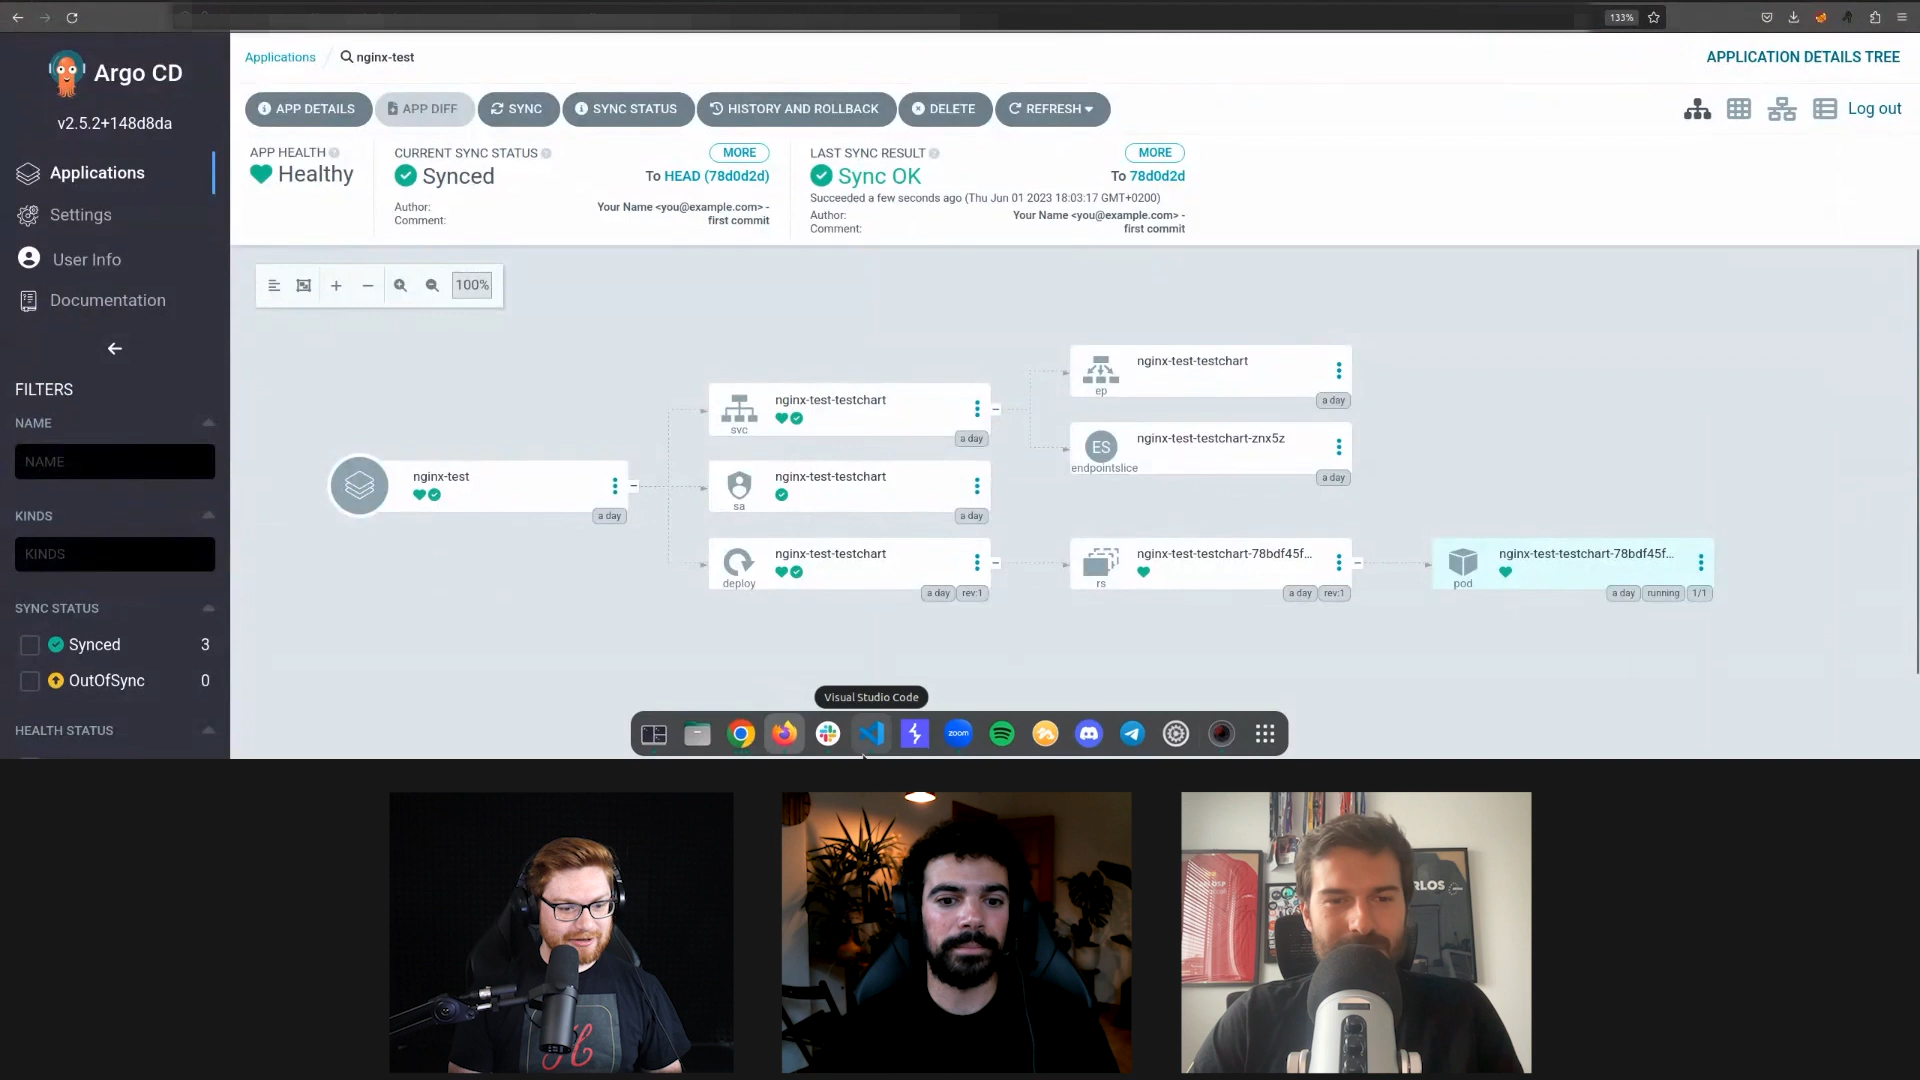 133%
Argo CD
v2.5.2+148d8da
Applications
Settings
User Info
Documentation
FILTERS
NAME
NAME
KINDS
KINDS
SYNC STATUS
Synced 3
OutOfSync 0
HEALTH STATUS
Applications / nginx-test
APPLICATION DETAILS TREE
APP DETAILS
APP DIFF
SYNC
SYNC STATUS
HISTORY AND ROLLBACK
DELETE
REFRESH
Log out
APP HEALTH
Healthy
CURRENT SYNC STATUS
MORE
Synced
To HEAD (78d0d2d)
Author: Your Name <you@example.com> -
Comment: first commit
LAST SYNC RESULT
MORE
Sync OK
To 78d0d2d
Succeeded a few seconds ago (Thu Jun 01 2023 18:03:17 GMT+0200)
Author: Your Name <you@example.com> -
Comment: first commit
100%
nginx-test
a day
nginx-test-testchart
svc
a day
nginx-test-testchart
sa
a day
nginx-test-testchart
deploy
a day rev:1
nginx-test-testchart
ep
a day
ES
nginx-test-testchart-znx5z
endpointslice
a day
nginx-test-testchart-78bdf45f...
rs
a day rev:1
nginx-test-testchart-78bdf45f...
pod
a day running 1/1
Visual Studio Code
zoom
RLOS